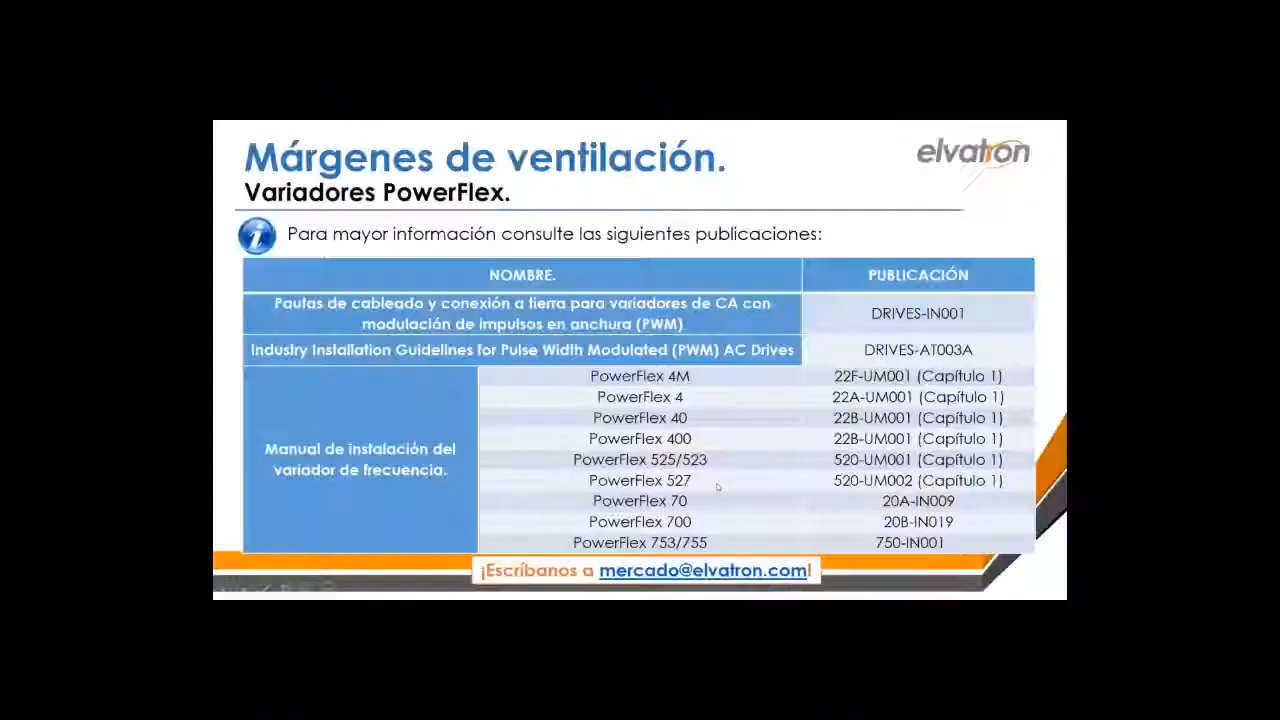 Márgenes de ventilación.
elvatron
Variadores PowerFlex.
Para mayor información consulte las siguientes publicaciones:
NOMBRE. PUBLICACIÓN
Pautas de cableado y conexión a tierra para variadores de CA con
modulación de impulsos en anchura (PWM)
DRIVES-IN001
Industry Installation Guidelines for Pulse Width Modulated (PWM) AC Drives DRIVES-AT003A
Manual de instalación del
variador de frecuencia.
PowerFlex 4M 22F-UM001 (Capítulo 1)
PowerFlex 4 22A-UM001 (Capítulo 1)
PowerFlex 40 22B-UM001 (Capítulo 1)
PowerFlex 400 22B-UM001 (Capítulo 1)
PowerFlex 525/523 520-UM001 (Capítulo 1)
PowerFlex 527 520-UM002 (Capítulo 1)
PowerFlex 70 20A-IN009
PowerFlex 700 20B-IN019
PowerFlex 753/755 750-IN001
¡Escríbanos a mercado@elvatron.com!